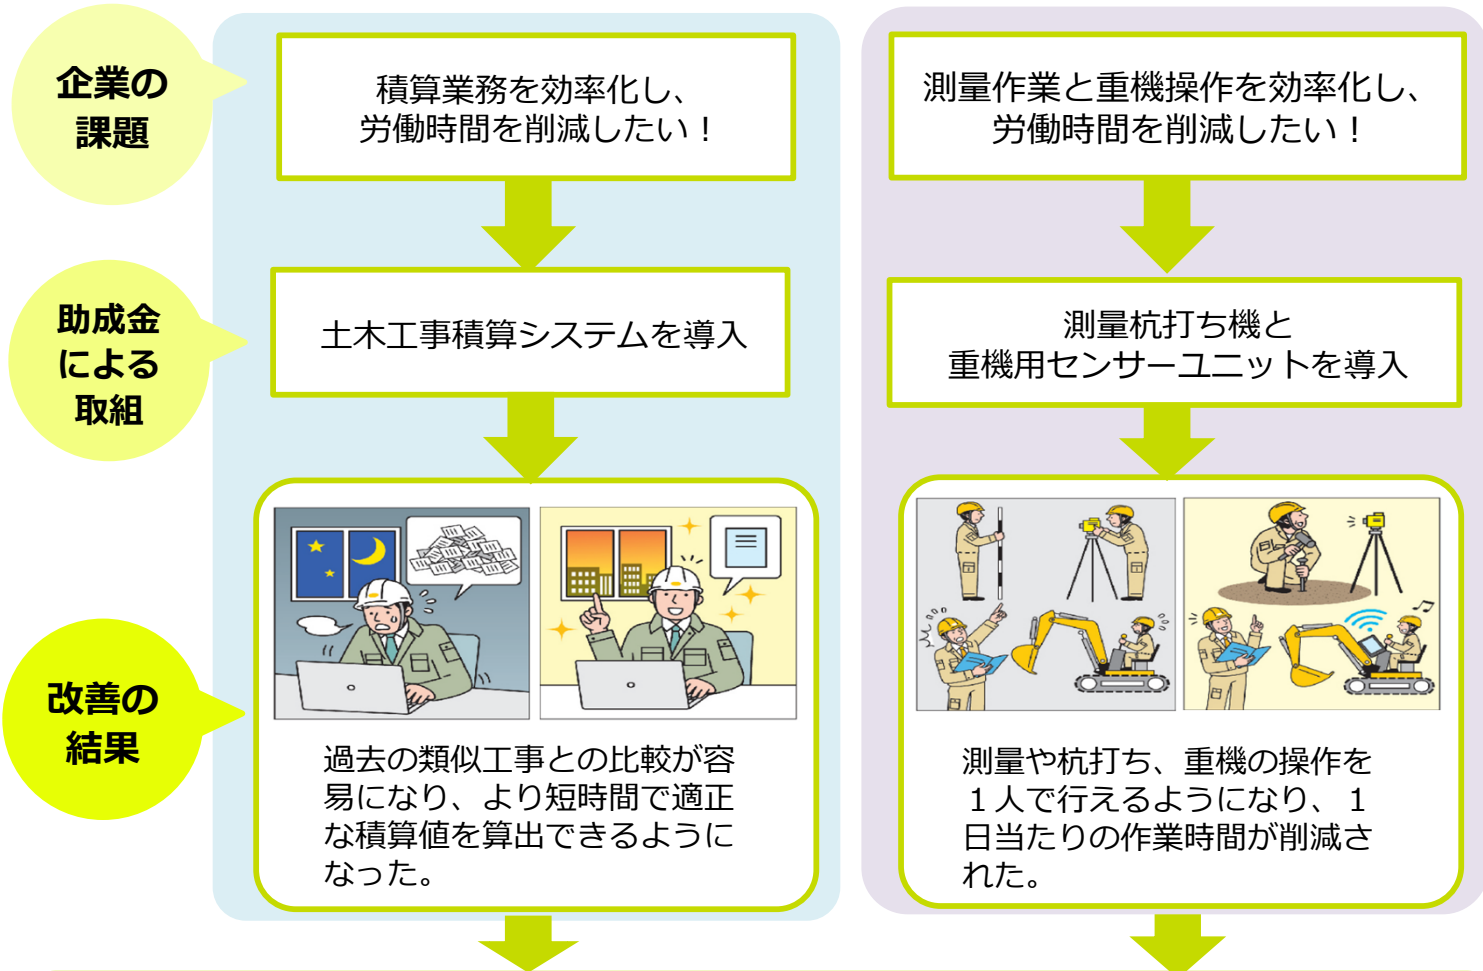 企業の
課題
積算業務を効率化し、
労働時間を削減したい！
測量作業と重機操作を効率化し、
労働時間を削減したい！
助成金
による
取組
土木工事積算システムを導入
測量杭打ち機と
重機用センサーユニットを導入
改善の
結果
過去の類似工事との比較が容
易になり、より短時間で適正
な積算値を算出できるように
なった。
測量や杭打ち、重機の操作を
１人で行えるようになり、１
日当たりの作業時間が削減さ
れた。